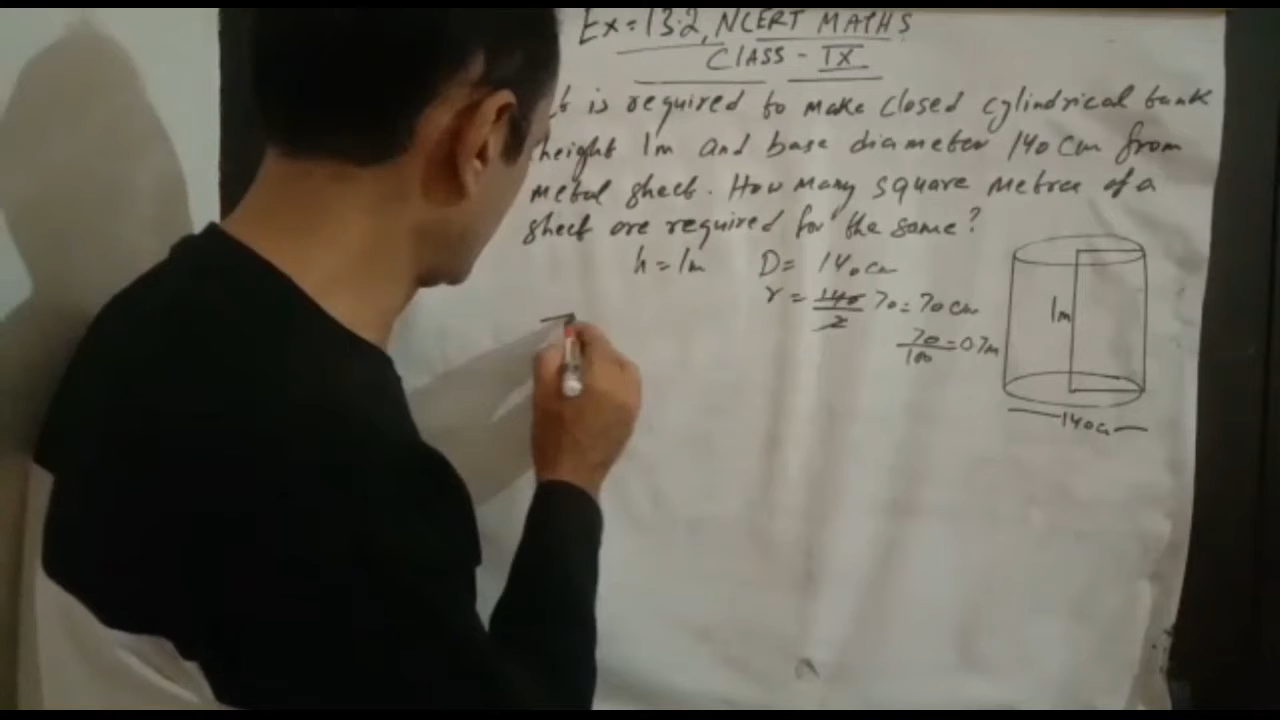 Ex=13.2, NCERT MATHS
CLASS - IX
is required to make closed cylindrical tank
height 1m and base diameter 140 cm from
metal sheet. How many square metres of a
sheet are required for the same?
h = 1m D = 140cm
r = 140/2 70 = 70 cm
70/100 = 0.7m
1m
140cm